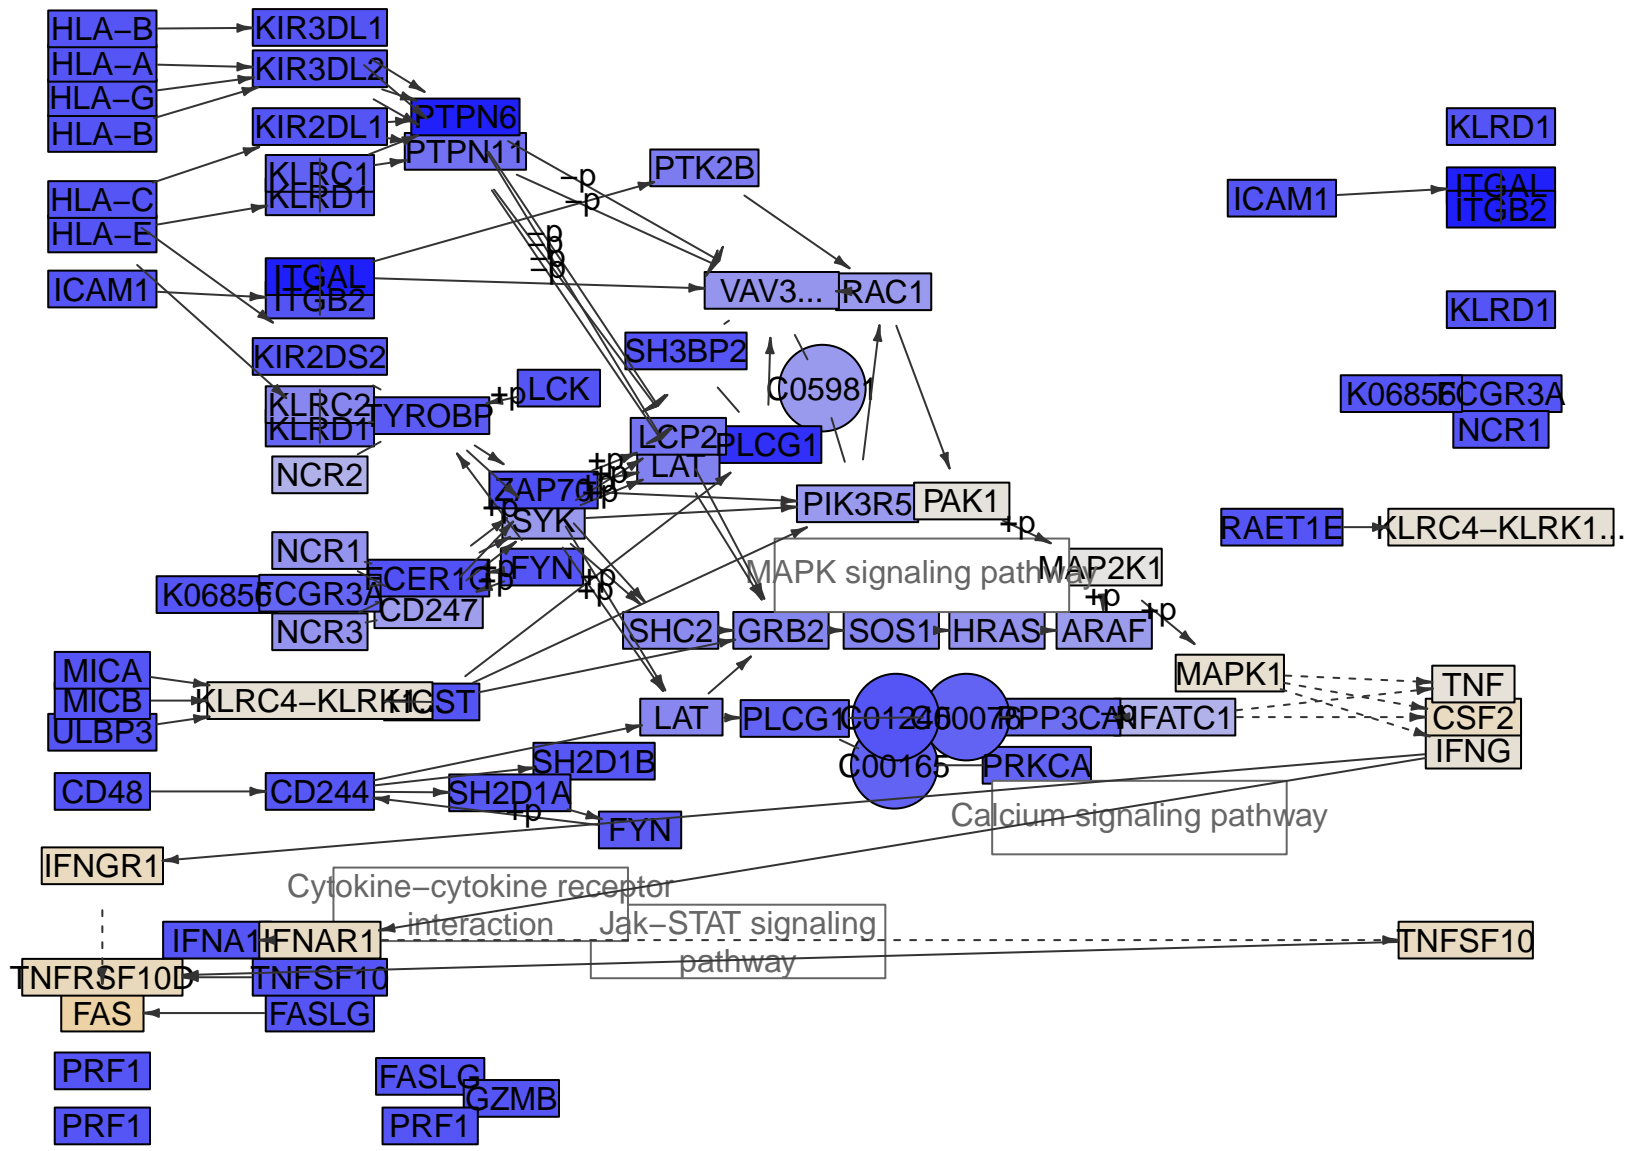 HLA−B
KIR3DL1
HLA−A
KIR3DL2
HLA−G
HLA−B
KIR2DL1
PTPN6
PTPN11
KLRD1
KLRC1
KLRD1
PTK2B
−p
−p
ITGAL
ITGB2
ICAM1
HLA−C
HLA−E
−p
−p
−p
−p
ICAM1
ITGAL
ITGB2
VAV3...
RAC1
KLRD1
KIR2DS2
SH3BP2
C05981
LCK
+p
KLRC2
TYROBP
KLRD1
K06856
FCGR3A
NCR1
LCP2
PLCG1
LAT
NCR2
+p
+p
+p
ZAP70
SYK
+p
PIK3R5
PAK1
+p
RAET1E
KLRC4−KLRK1...
NCR1
FYN
FCER1G
+p
+p
+p
+p
MAPK signaling pathway
MAP2K1
K06856
FCGR3A
CD247
+p
+p
NCR3
SHC2
GRB2
SOS1
HRAS
ARAF
MICA
MICB
ULBP3
KLRC4−KLRK1...
HCST
MAPK1
TNF
CSF2
IFNG
LAT
PLCG1
C01245
C00076
PPP3CA
NFATC1
C00165
PRKCA
SH2D1B
CD48
CD244
SH2D1A
+p
FYN
Calcium signaling pathway
IFNGR1
Cytokine−cytokine receptor
interaction
Jak−STAT signaling
pathway
IFNA1
IFNAR1
TNFSF10
TNFRSF10D
TNFSF10
FAS
FASLG
PRF1
FASLG
GZMB
PRF1
PRF1